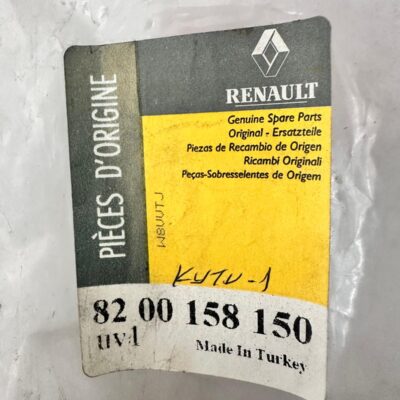 RENAULT
Genuine Spare Parts
Original - Ersatzteile
Piezas de Recambio de Origen
Ricambi Originali
Peças-Sobresselentes de Origem
PIÈCES D'ORIGINE
KUTU-1
82 00 158 150
UV1
Made In Turkey